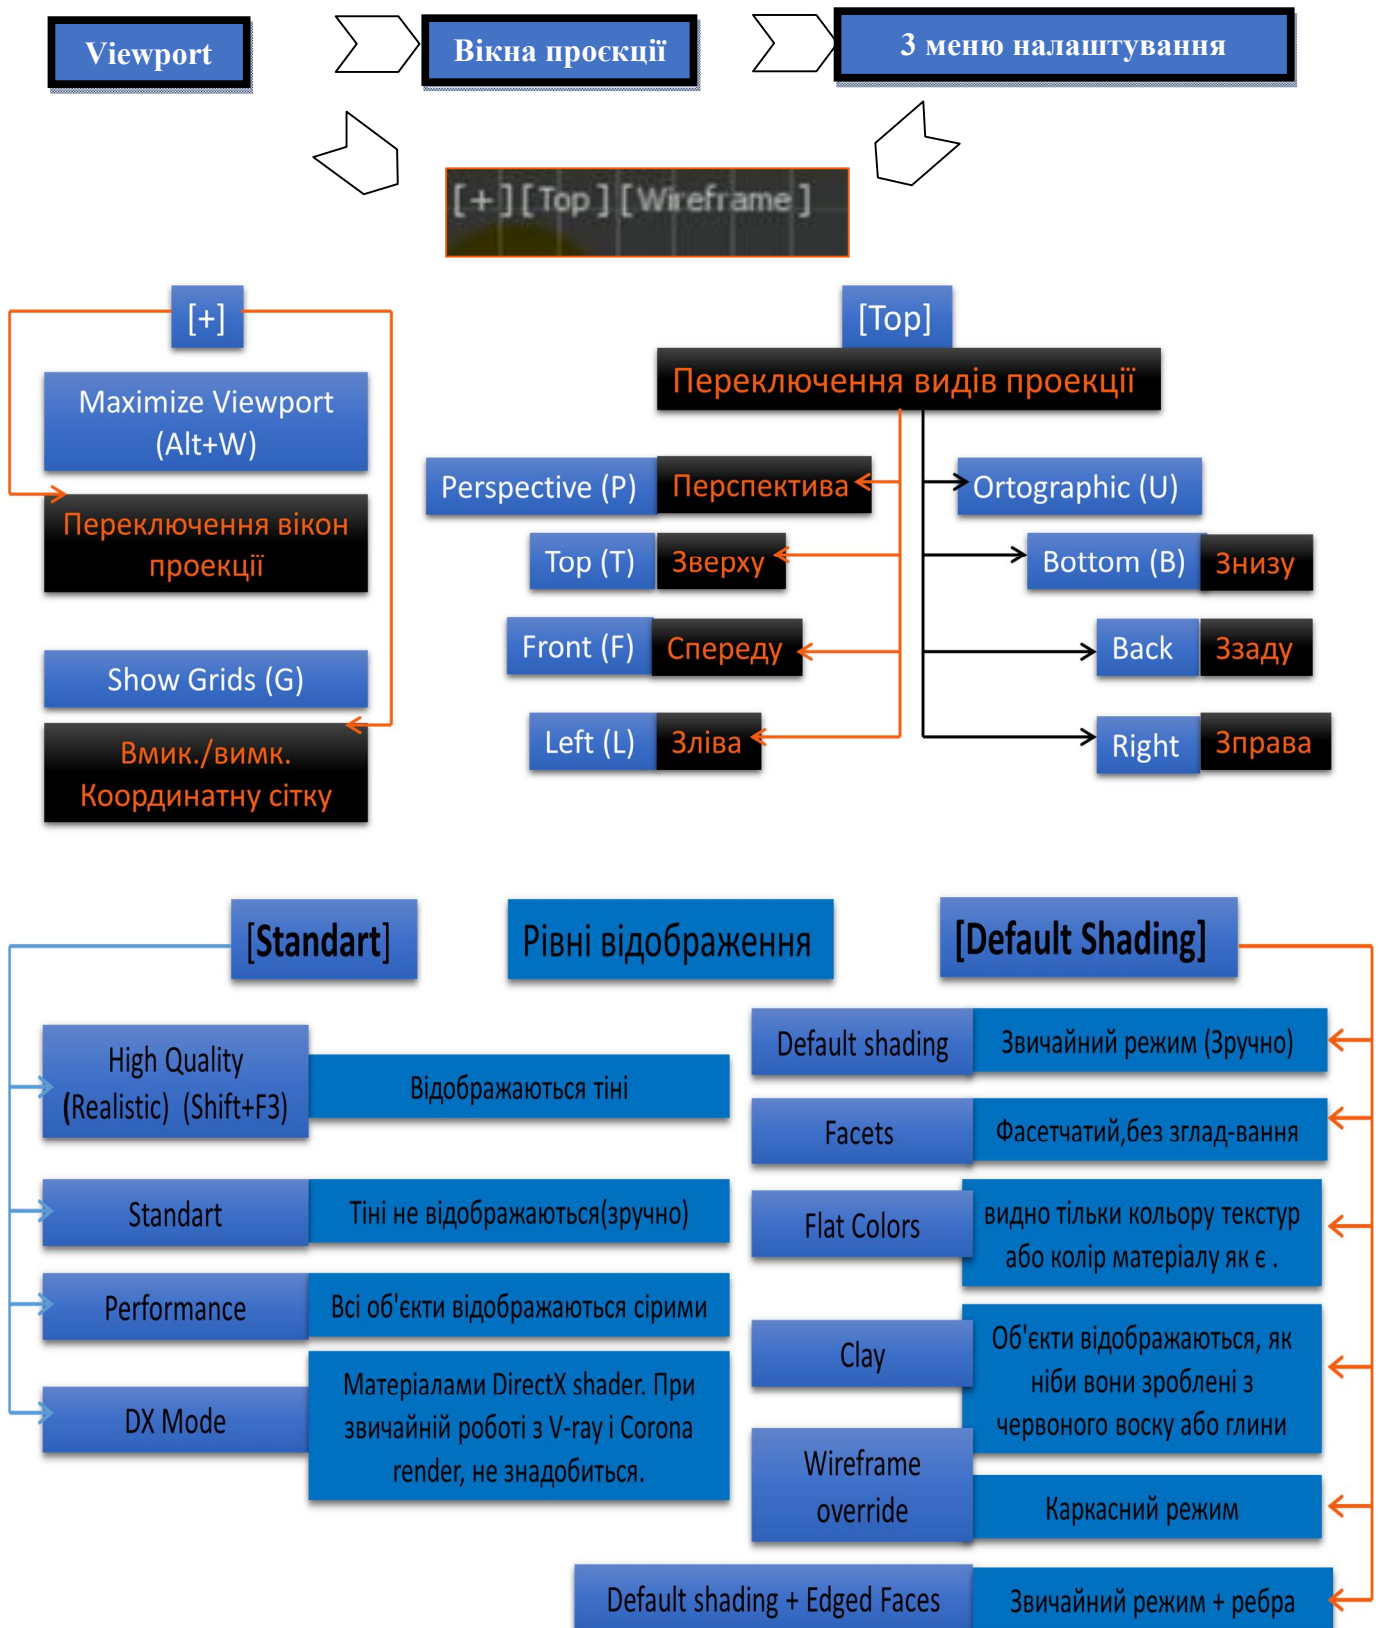 Viewport
Вікна проєкції
3 меню налаштування
[+][Top][Wireframe]
[+]
Maximize Viewport
(Alt+W)
Переключення вікон
проекції
Show Grids (G)
Вмик./вимк.
Координатну сітку
[Top]
Переключення видів проекції
Perspective (P) Перспектива
Ortographic (U)
Top (T) Зверху
Bottom (B) Знизу
Front (F) Спереду
Back Ззаду
Left (L) Зліва
Right Зправа
[Standart]
Рівні відображення
[Default Shading]
High Quality
(Realistic) (Shift+F3)
Відображаються тіні
Standart
Тіні не відображаються(зручно)
Performance
Всі об'єкти відображаються сірими
DX Mode
Матеріалами DirectX shader. При
звичайній роботі з V-ray і Corona
render, не знадобиться.
Default shading
Звичайний режим (Зручно)
Facets
Фасетчатий,без зглад-вання
Flat Colors
видно тільки кольору текстур
або колір матеріалу як є .
Clay
Об'єкти відображаються, як
ніби вони зроблені з
червоного воску або глини
Wireframe
override
Каркасний режим
Default shading + Edged Faces
Звичайний режим + ребра